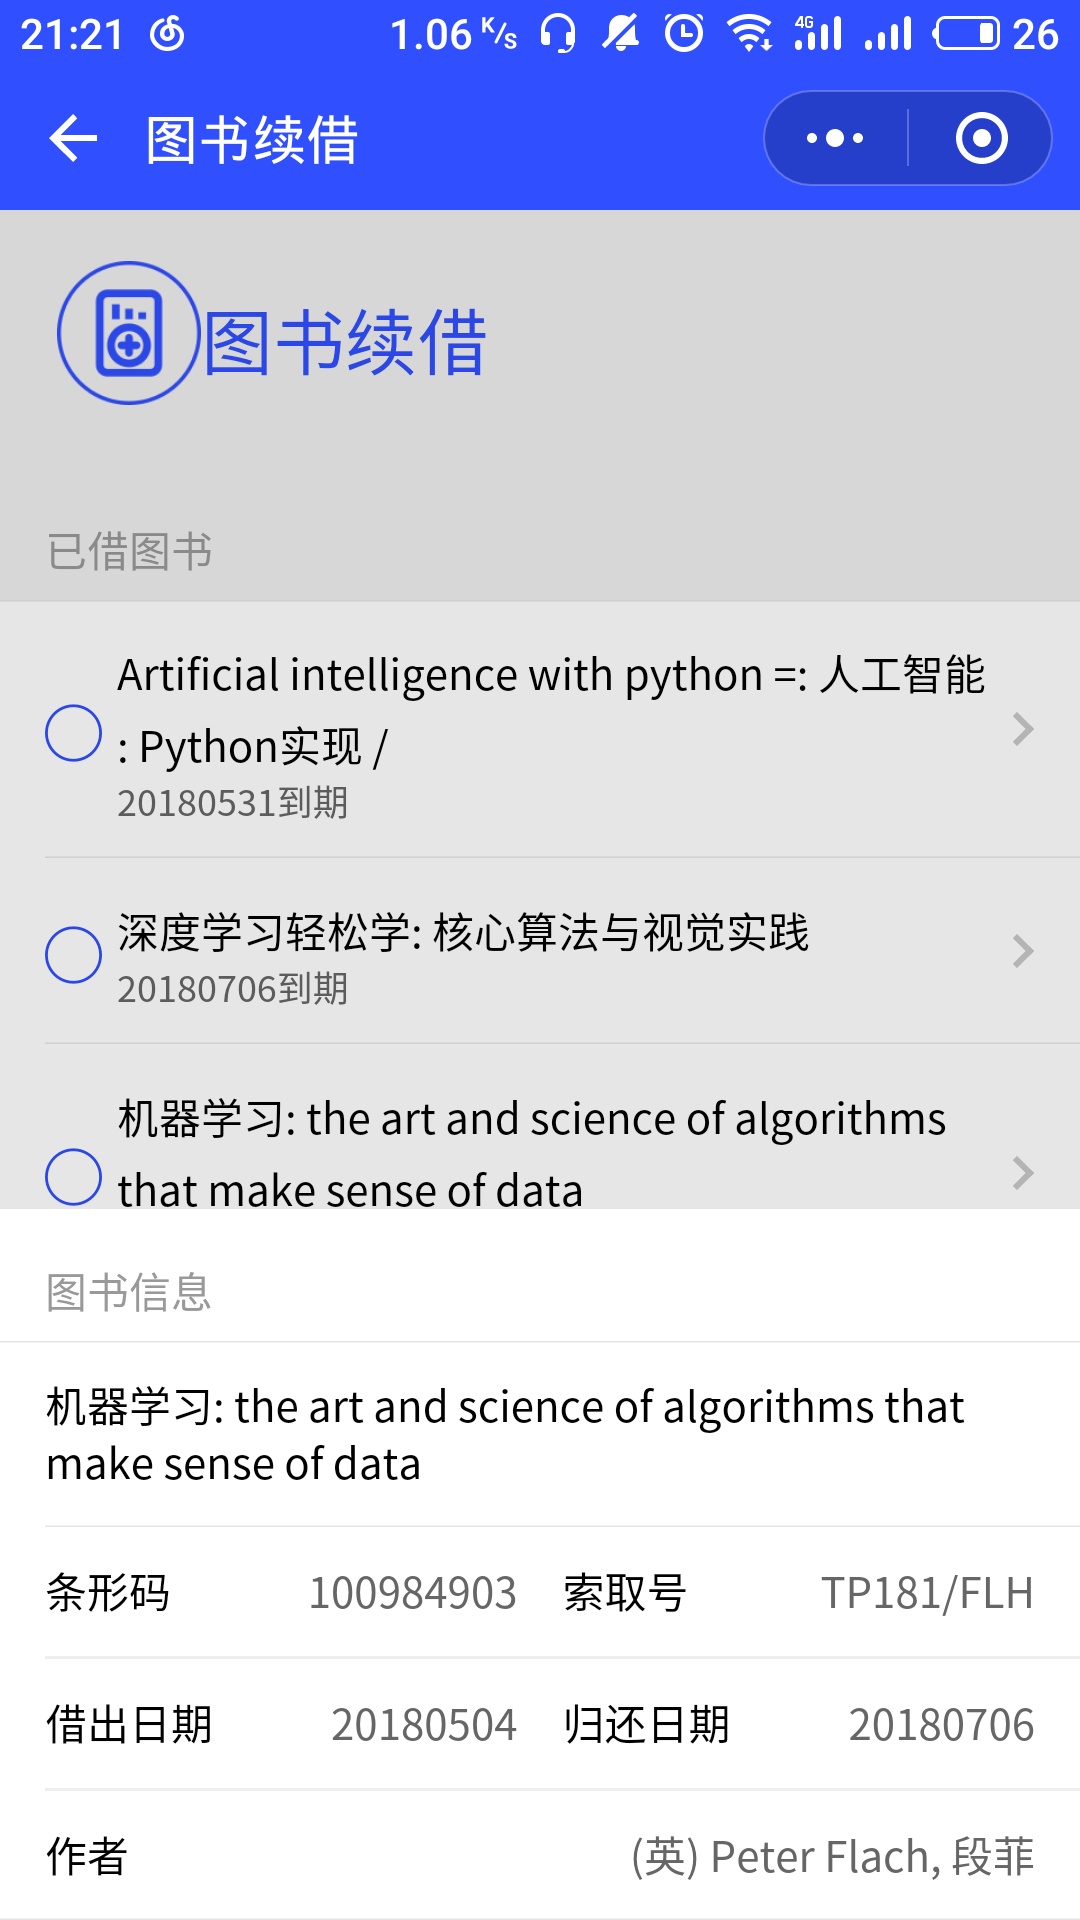 21:21 1.06 K/s 4G 26
图书续借
图书续借
已借图书
Artificial intelligence with python =: 人工智能
: Python实现 /
20180531到期
深度学习轻松学: 核心算法与视觉实践
20180706到期
机器学习: the art and science of algorithms
that make sense of data
图书信息
机器学习: the art and science of algorithms that
make sense of data
条形码 100984903 索取号 TP181/FLH
借出日期 20180504 归还日期 20180706
作者 (英) Peter Flach, 段菲